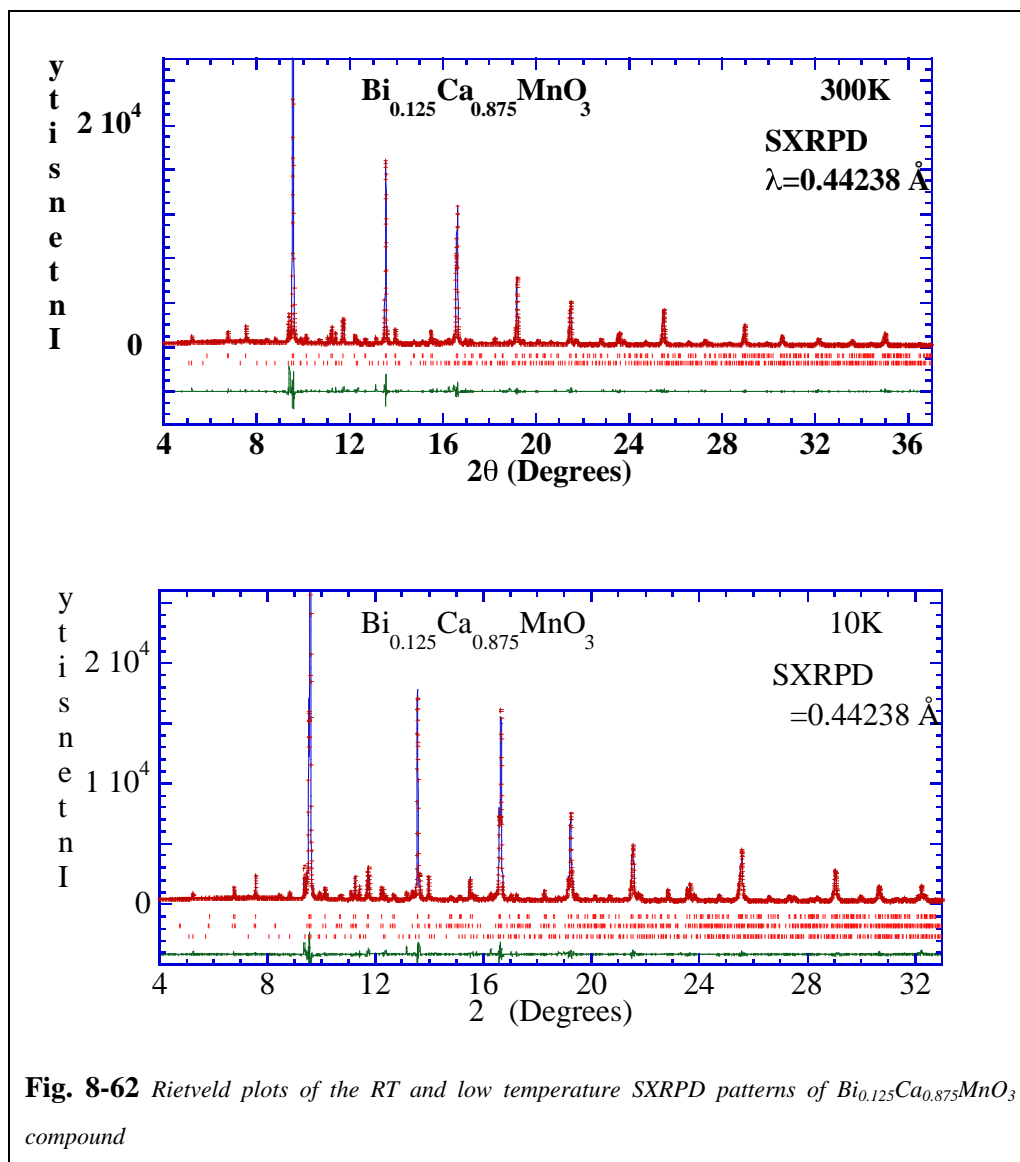 Bi0.125Ca0.875MnO3 300K
SXRPD
λ=0.44238 Å
ytisnetnI
2 10^4
0
4 8 12 16 20 24 28 32 36
2θ (Degrees)
Bi0.125Ca0.875MnO3 10K
SXRPD
=0.44238 Å
ytisnetnI
2 10^4
1 10^4
0
4 8 12 16 20 24 28 32
2 (Degrees)
Fig. 8-62 Rietveld plots of the RT and low temperature SXRPD patterns of Bi0.125Ca0.875MnO3
compound